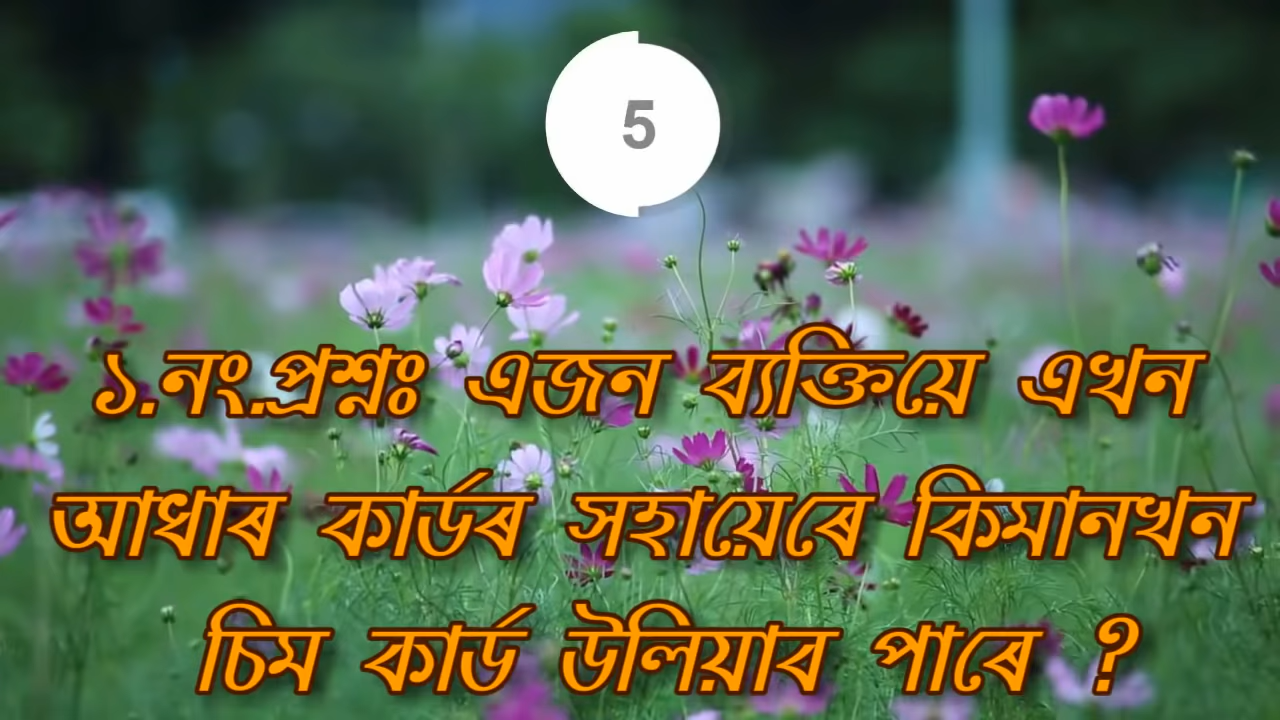 5
১.নং.প্ৰশ্নঃ এজন ব্যক্তিয়ে এখন
আধাৰ কাৰ্ডৰ সহায়েৰে কিমানখন
চিম কাৰ্ড উলিয়াব পাৰে ?